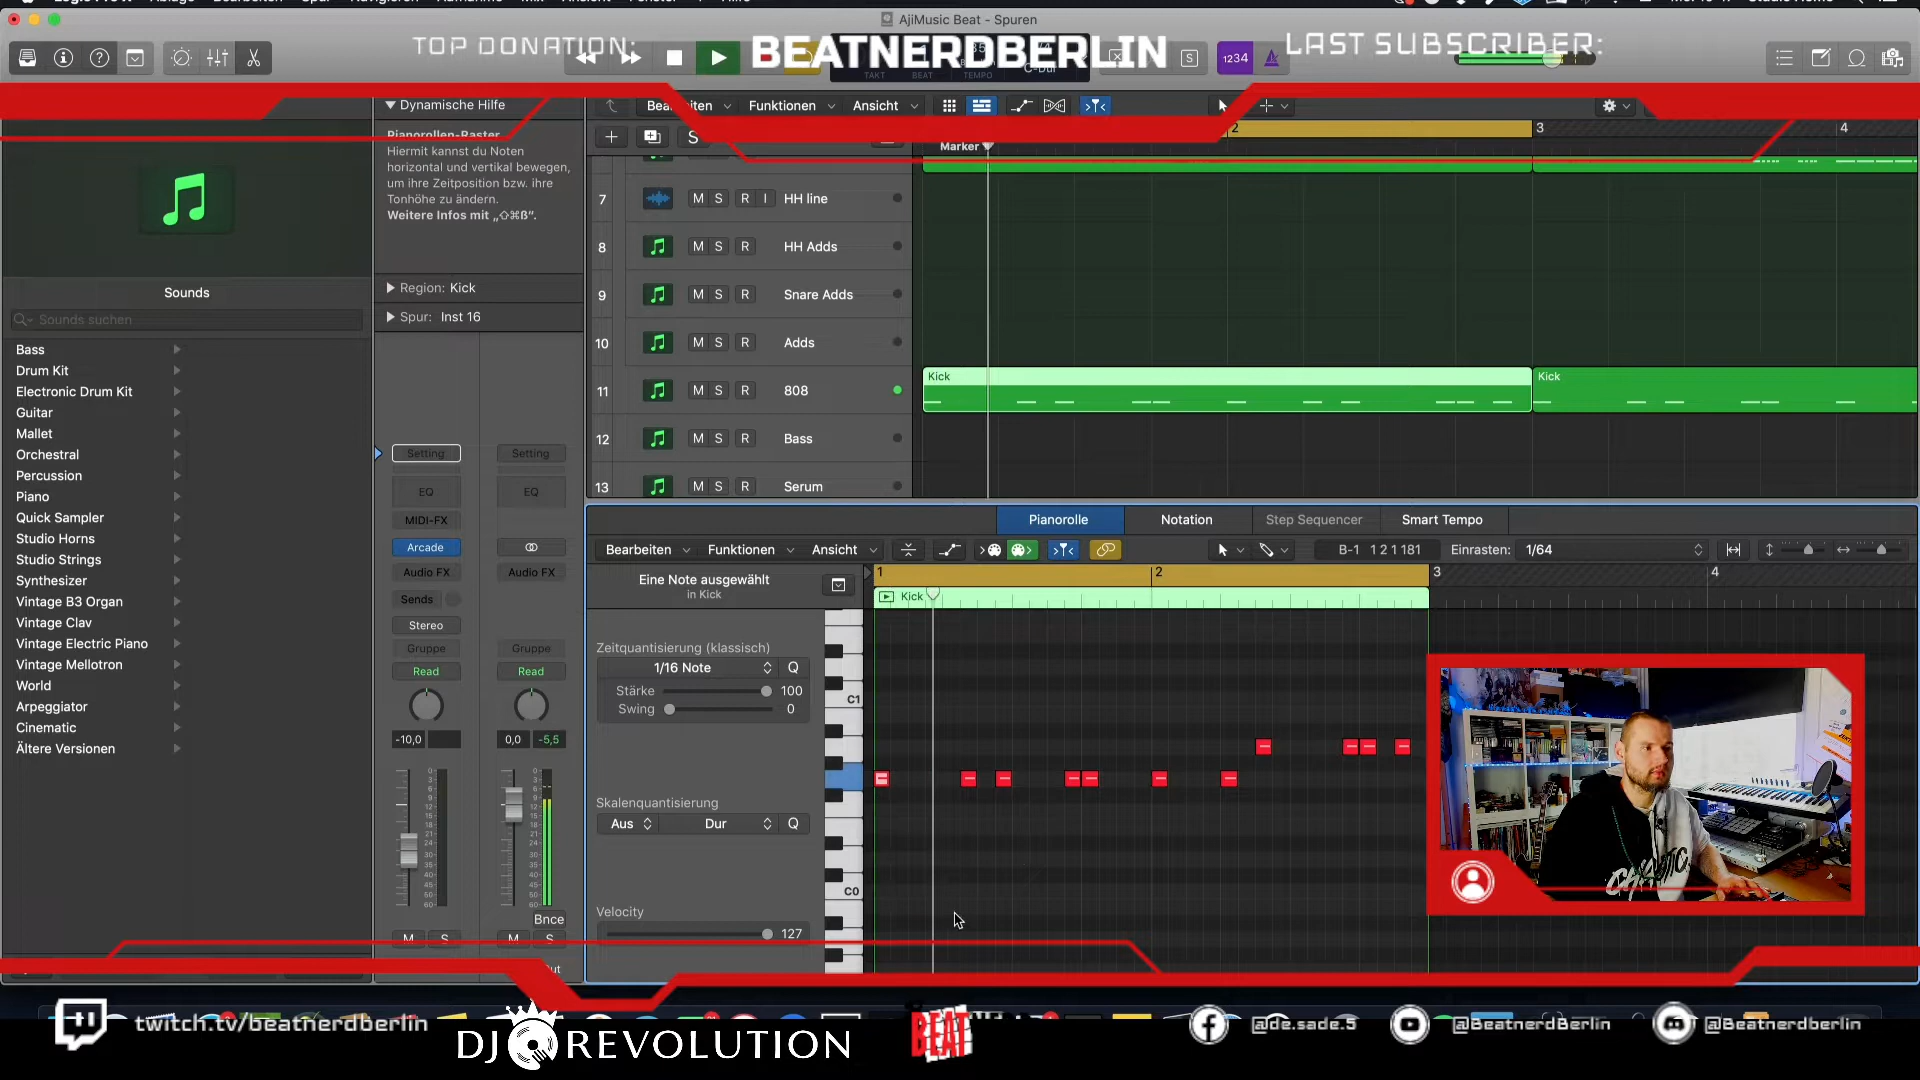 AjiMusic Beat - Spuren
TOP DONATION:
BEATNERDBERLIN
LAST SUBSCRIBER:
TAKT BEAT TEMPO
S
1234
Dynamische Hilfe
Pianorollen-Raster
Hiermit kannst du Noten
horizontal und vertikal bewegen,
um ihre Zeitposition bzw. ihre
Tonhöhe zu ändern.
Weitere Infos mit „⇧⌘ß“.
Region: Kick
Spur: Inst 16
Sounds
Sounds suchen
Bass
Drum Kit
Electronic Drum Kit
Guitar
Mallet
Orchestral
Percussion
Piano
Quick Sampler
Studio Horns
Studio Strings
Synthesizer
Vintage B3 Organ
Vintage Clav
Vintage Electric Piano
Vintage Mellotron
World
Arpeggiator
Cinematic
Ältere Versionen
Setting Setting
EQ EQ
MIDI-FX
Arcade
Audio FX Audio FX
Sends
Stereo
Gruppe Gruppe
Read Read
-10,0 0,0 -5,5
Bnce
M S M S
Bearbeiten Funktionen Ansicht
2 3 4
Marker
7 M S R I HH line
8 M S R HH Adds
9 M S R Snare Adds
10 M S R Adds
11 M S R 808
12 M S R Bass
13 M S R Serum
Kick Kick
Pianorolle Notation Step Sequencer Smart Tempo
Bearbeiten Funktionen Ansicht
B-1 1 2 1 181 Einrasten: 1/64
Eine Note ausgewählt
in Kick
1 2 3 4
Kick
Zeitquantisierung (klassisch)
1/16 Note Q
Stärke 100
Swing 0
Skalenquantisierung
Aus Dur Q
Velocity
127
C1
C0
twitch.tv/beatnerdberlin
DJ REVOLUTION
BEAT
@de.sade.5
@BeatnerdBerlin
@Beatnerdberlin